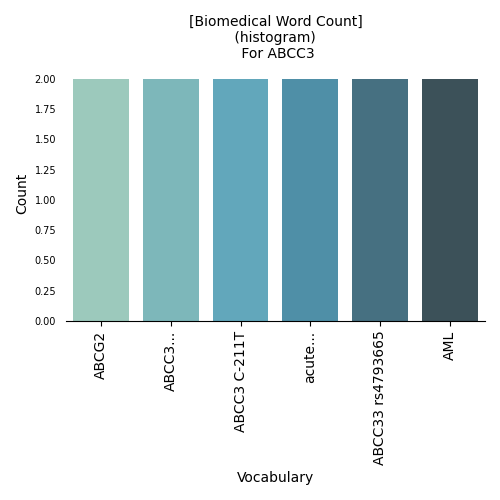 [Biomedical Word Count]
(histogram)
For ABCC3
2.00
1.75
1.50
1.25
1.00
0.75
0.50
0.25
0.00
Count
ABCG2
ABCC3...
ABCC3 C-211T
acute...
ABCC33 rs4793665
AML
Vocabulary